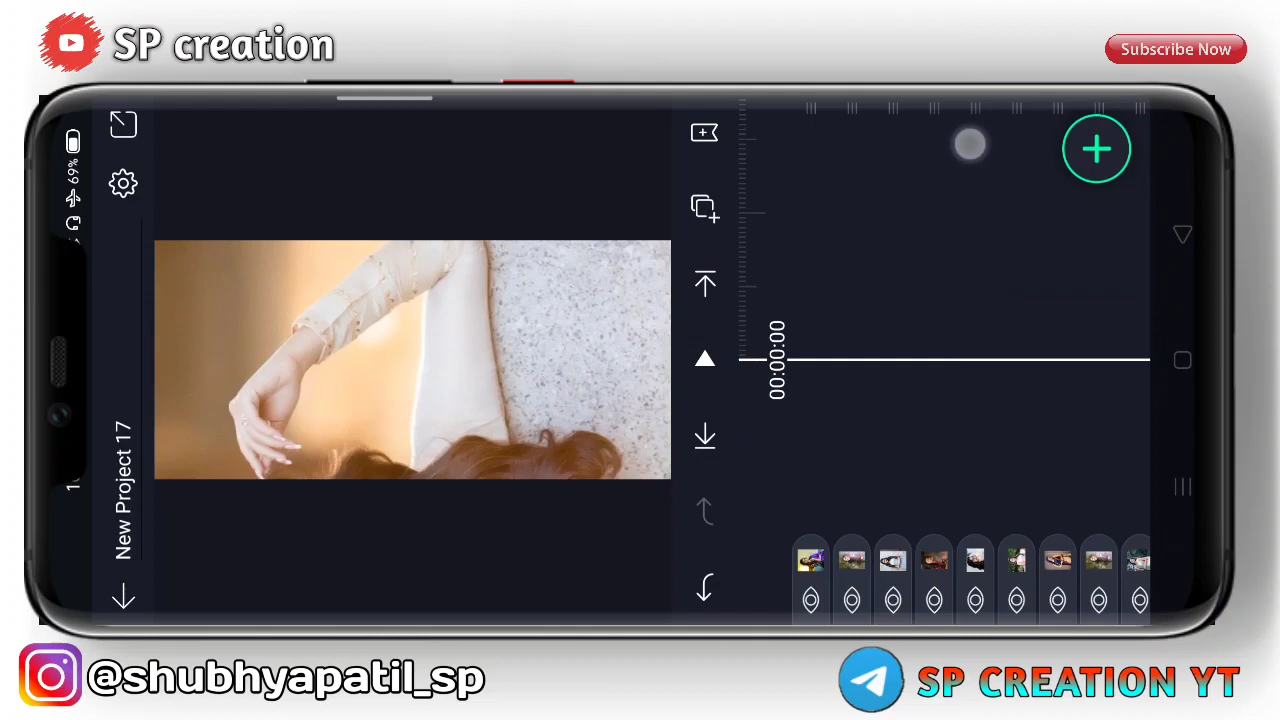 SP creation
Subscribe Now
69%
New Project 17
00:00:00
@shubhyapatil_sp
SP CREATION YT